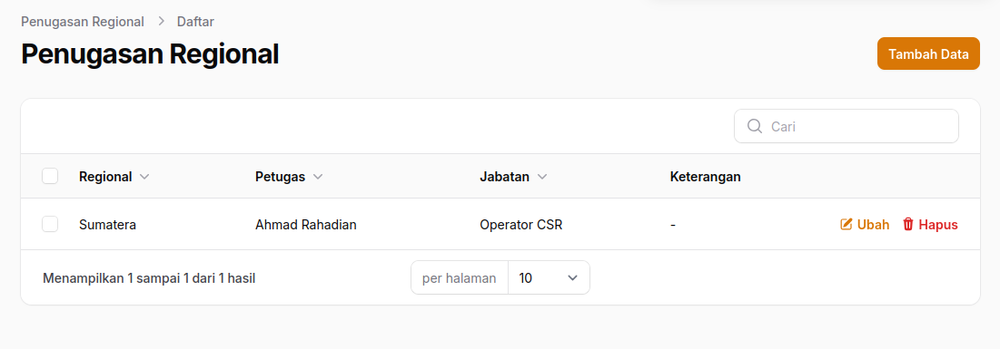 Penugasan Regional > Daftar
Penugasan Regional
Tambah Data
Cari
Regional Petugas Jabatan Keterangan
Sumatera Ahmad Rahadian Operator CSR - Ubah Hapus
Menampilkan 1 sampai 1 dari 1 hasil per halaman 10